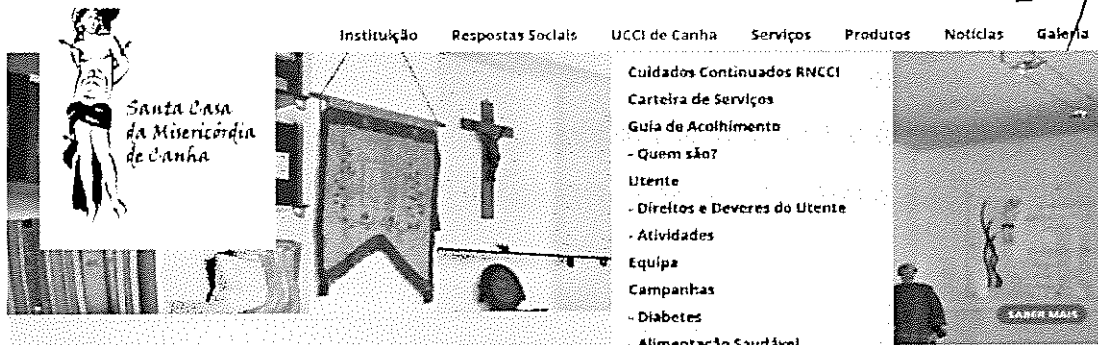 Instituição Respostas Sociais UCCI de Canha Serviços Produtos Notícias Galeria
Santa Casa
da Misericórdia
de Canha
Cuidados Continuados RNCCI
Carteira de Serviços
Guia de Acolhimento
- Quem são?
Utente
- Direitos e Deveres do Utente
- Atividades
Equipa
Campanhas
- Diabetes
- Alimentação Saudável
SABER MAIS